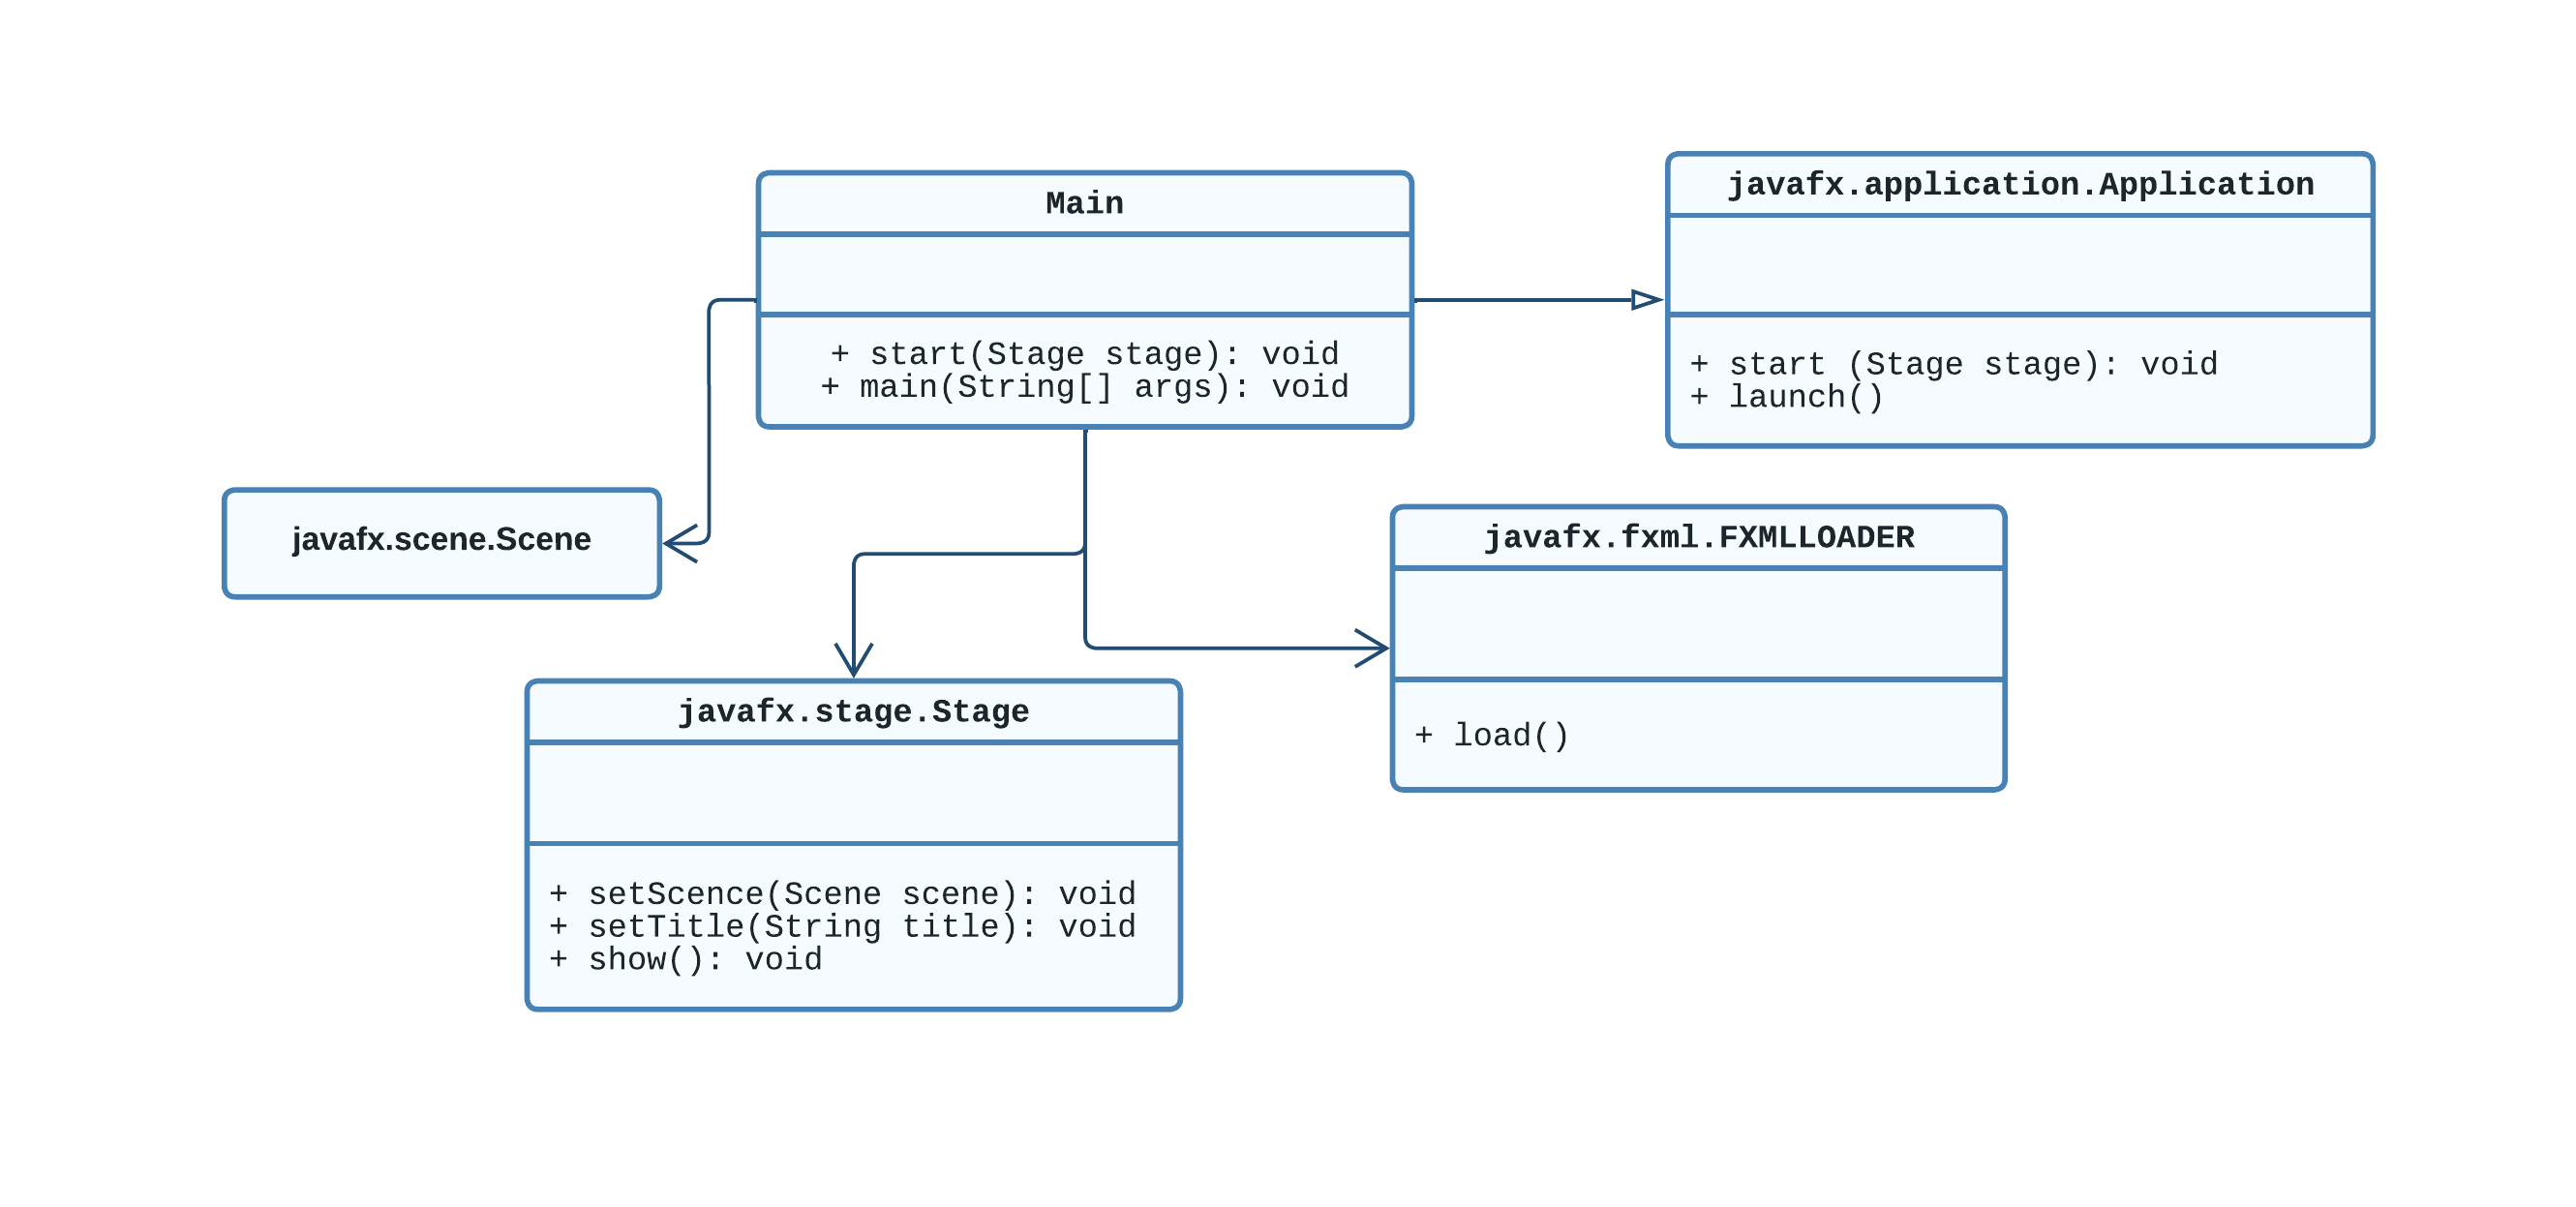 Main
+ start(Stage stage): void
+ main(String[] args): void
javafx.application.Application
+ start (Stage stage): void
+ launch()
javafx.scene.Scene
javafx.fxml.FXMLLOADER
+ load()
javafx.stage.Stage
+ setScence(Scene scene): void
+ setTitle(String title): void
+ show(): void